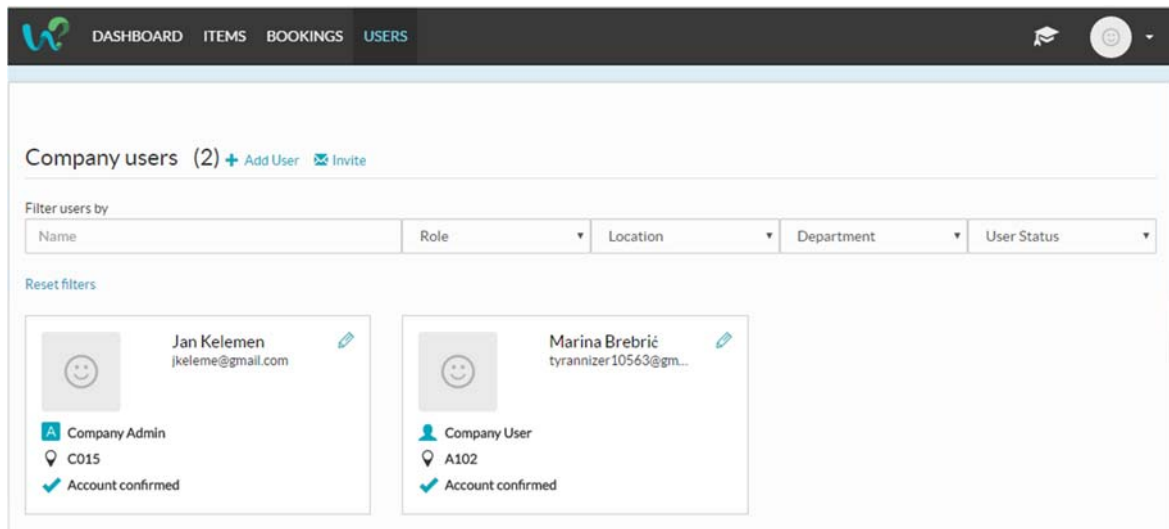 DASHBOARD ITEMS BOOKINGS USERS
Company users (2) Add User Invite
Filter users by
Name Role Location Department User Status
Reset filters
Jan Kelemen
jkeleme@gmail.com
A Company Admin
C015
Account confirmed
Marina Brebrić
tyrannizer10563@gm...
Company User
A102
Account confirmed